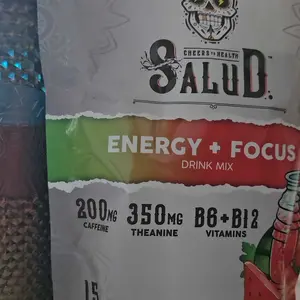 CHEERS TO HEALTH
SALUD.
ENERGY + FOCUS
DRINK MIX
200MG 350MG B6+B12
CAFFEINE THEANINE VITAMINS
15